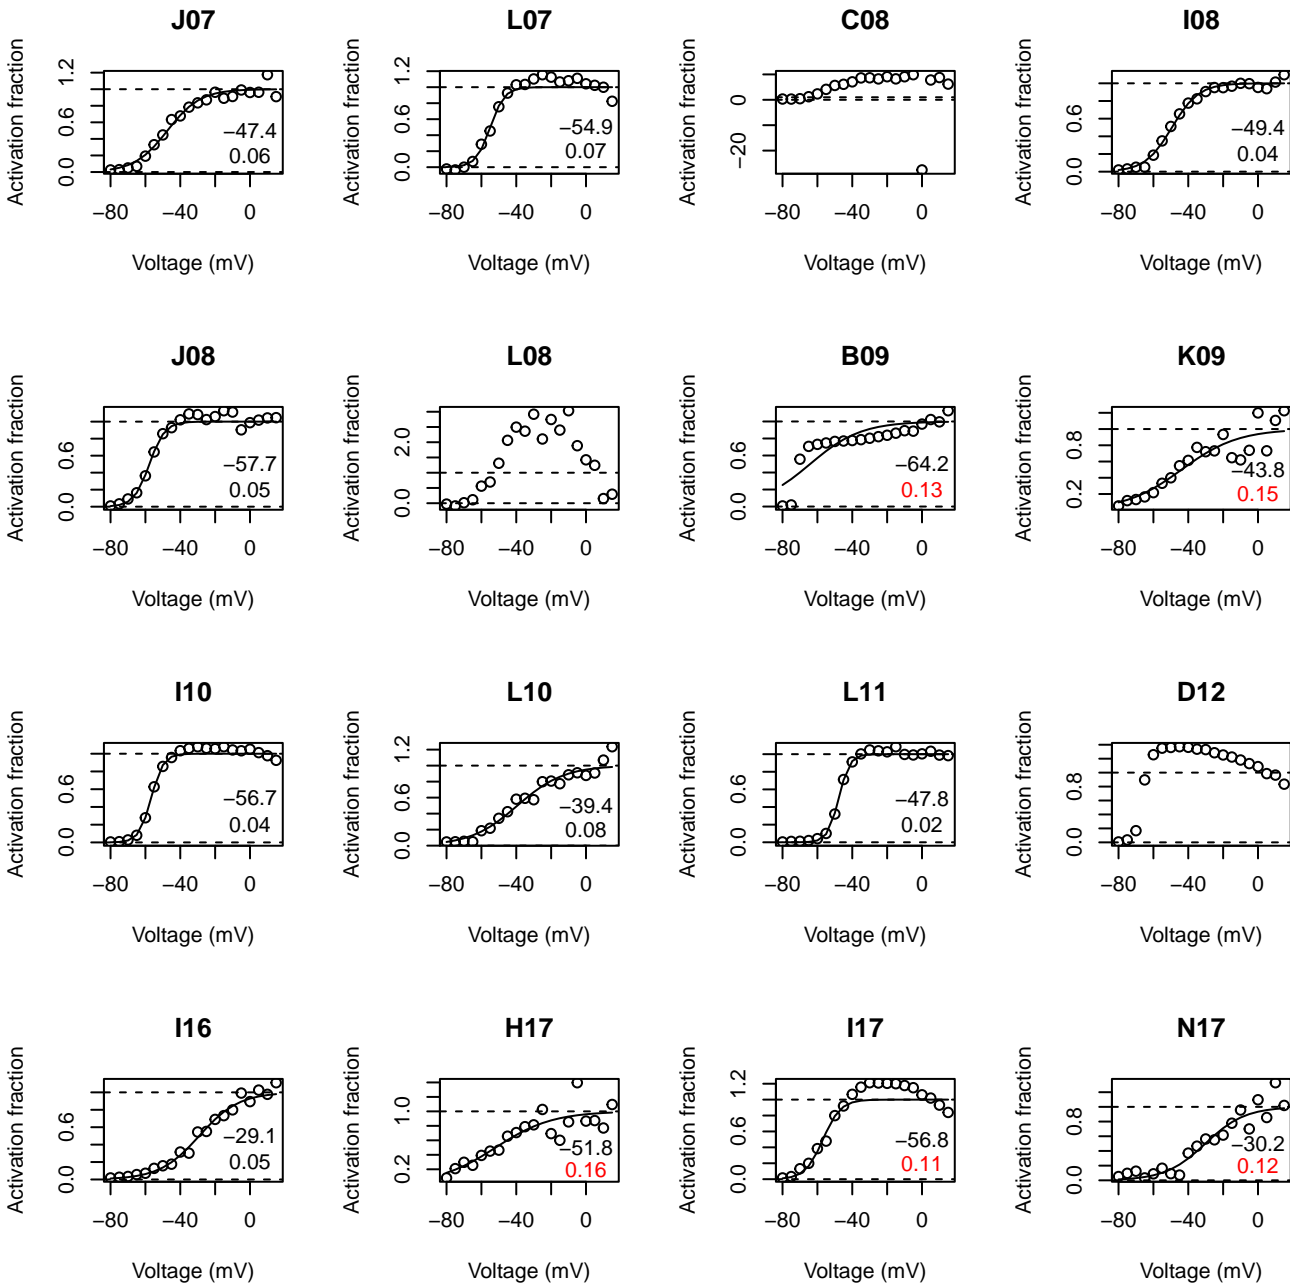 J07 L07 C08 I08
Activation fraction
0.0 0.6 1.2
−47.4
0.06
−80 −40 0
Voltage (mV)
Activation fraction
0.0 0.6 1.2
−54.9
0.07
−80 −40 0
Voltage (mV)
Activation fraction
−20 0
−80 −40 0
Voltage (mV)
Activation fraction
0.0 0.6
−49.4
0.04
−80 −40 0
Voltage (mV)
J08 L08 B09 K09
Activation fraction
0.0 0.6
−57.7
0.05
−80 −40 0
Voltage (mV)
Activation fraction
0.0 2.0
−80 −40 0
Voltage (mV)
Activation fraction
0.0 0.6
−64.2
0.13
−80 −40 0
Voltage (mV)
Activation fraction
0.2 0.8
−43.8
0.15
−80 −40 0
Voltage (mV)
I10 L10 L11 D12
Activation fraction
0.0 0.6
−56.7
0.04
−80 −40 0
Voltage (mV)
Activation fraction
0.0 0.6 1.2
−39.4
0.08
−80 −40 0
Voltage (mV)
Activation fraction
0.0 0.6
−47.8
0.02
−80 −40 0
Voltage (mV)
Activation fraction
0.0 0.8
−80 −40 0
Voltage (mV)
I16 H17 I17 N17
Activation fraction
0.0 0.6
−29.1
0.05
−80 −40 0
Voltage (mV)
Activation fraction
0.2 1.0
−51.8
0.16
−80 −40 0
Voltage (mV)
Activation fraction
0.0 0.6 1.2
−56.8
0.11
−80 −40 0
Voltage (mV)
Activation fraction
0.0 0.8
−30.2
0.12
−80 −40 0
Voltage (mV)